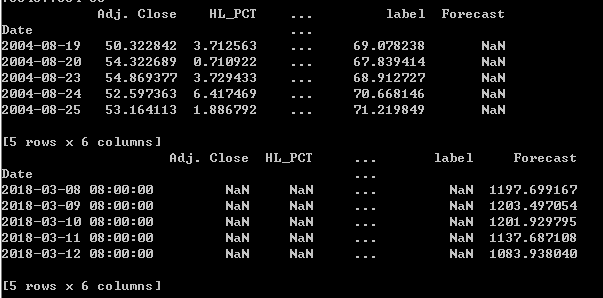 Adj. Close HL_PCT ... label Forecast
Date ...
2004-08-19 50.322842 3.712563 ... 69.078238 NaN
2004-08-20 54.322689 0.710922 ... 67.839414 NaN
2004-08-23 54.869377 3.729433 ... 68.912727 NaN
2004-08-24 52.597363 6.417469 ... 70.668146 NaN
2004-08-25 53.164113 1.886792 ... 71.219849 NaN
[5 rows x 6 columns]
Adj. Close HL_PCT ... label Forecast
Date ...
2018-03-08 08:00:00 NaN NaN ... NaN 1197.699167
2018-03-09 08:00:00 NaN NaN ... NaN 1203.497054
2018-03-10 08:00:00 NaN NaN ... NaN 1201.929795
2018-03-11 08:00:00 NaN NaN ... NaN 1137.687108
2018-03-12 08:00:00 NaN NaN ... NaN 1083.938040
[5 rows x 6 columns]